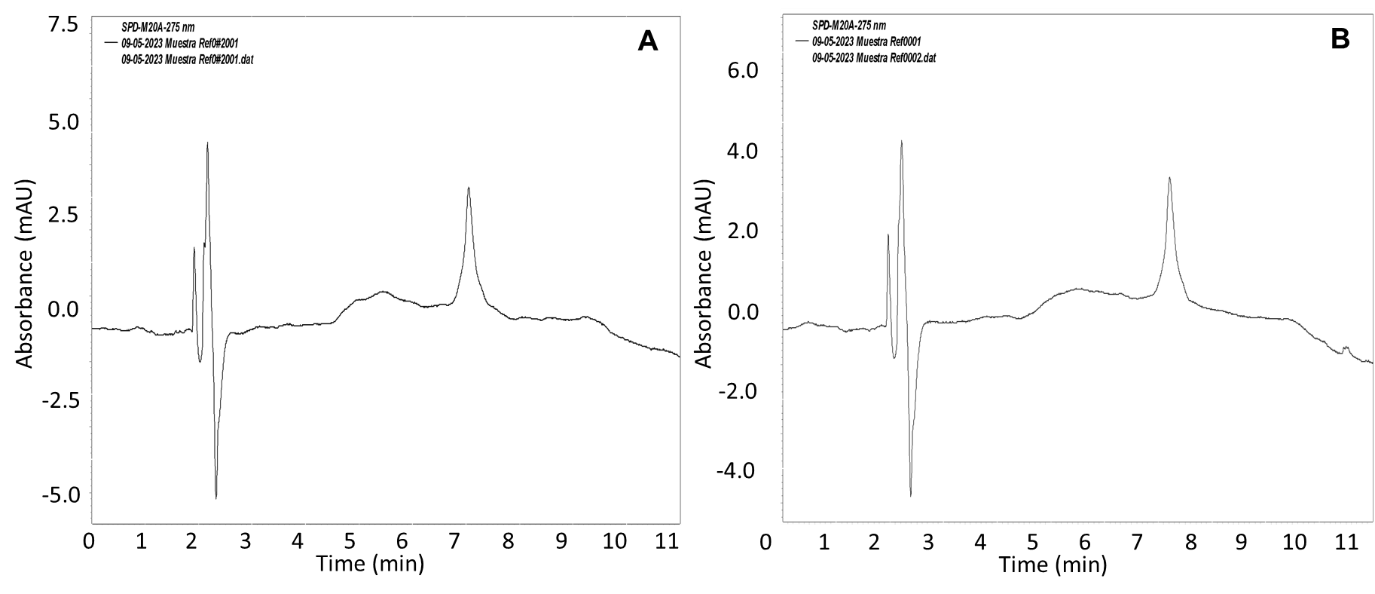 SPD-M20A-275 nm
09-05-2023 Muestra Ref0#2001
09-05-2023 Muestra Ref0#2001.dat
A
7.5
5.0
2.5
0.0
-2.5
-5.0
Absorbance (mAU)
0 1 2 3 4 5 6 7 8 9 10 11
Time (min)
SPD-M20A-275 nm
09-05-2023 Muestra Ref0001
09-05-2023 Muestra Ref0002.dat
B
6.0
4.0
2.0
0.0
-2.0
-4.0
Absorbance (mAU)
0 1 2 3 4 5 6 7 8 9 10 11
Time (min)